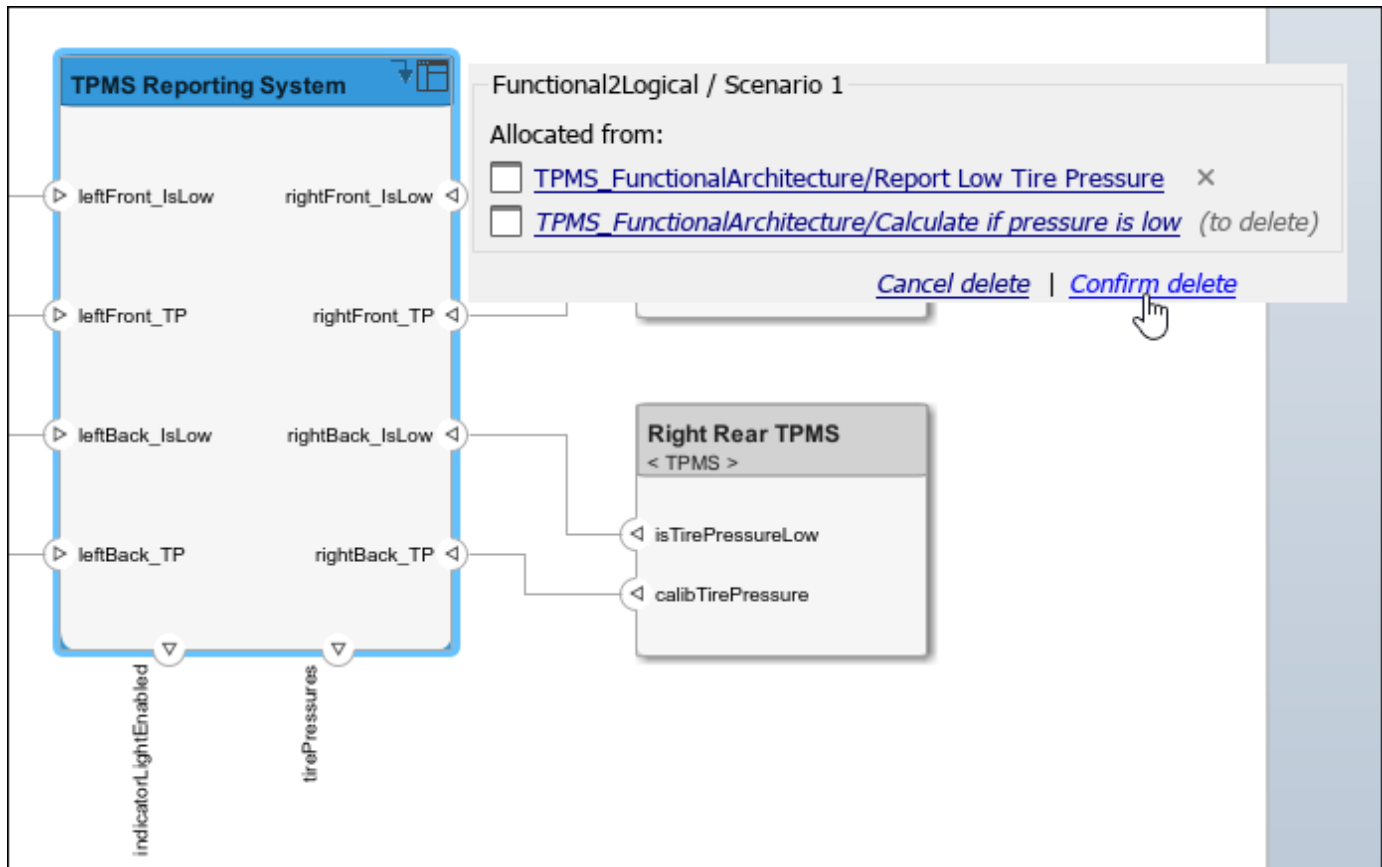 TPMS Reporting System
Functional2Logical / Scenario 1
Allocated from:
TPMS_FunctionalArchitecture/Report Low Tire Pressure ×
TPMS_FunctionalArchitecture/Calculate if pressure is low (to delete)
Cancel delete | Confirm delete
leftFront_IsLow rightFront_IsLow
leftFront_TP rightFront_TP
leftBack_IsLow rightBack_IsLow
leftBack_TP rightBack_TP
Right Rear TPMS
< TPMS >
isTirePressureLow
calibTirePressure
indicatorLightEnabled
tirePressures